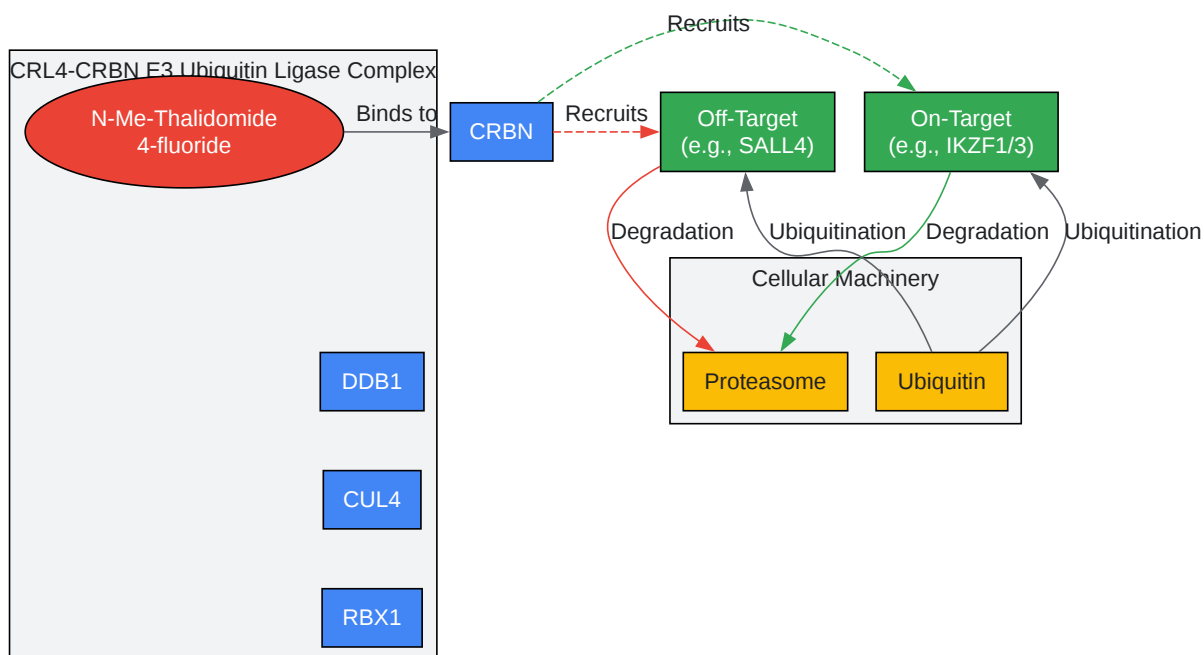 Recruits
CRL4-CRBN E3 Ubiquitin Ligase Complex
N-Me-Thalidomide
4-fluoride
Binds to
CRBN
Recruits
Off-Target
(e.g., SALL4)
On-Target
(e.g., IKZF1/3)
Degradation
Ubiquitination
Degradation
Ubiquitination
Cellular Machinery
Proteasome
Ubiquitin
DDB1
CUL4
RBX1